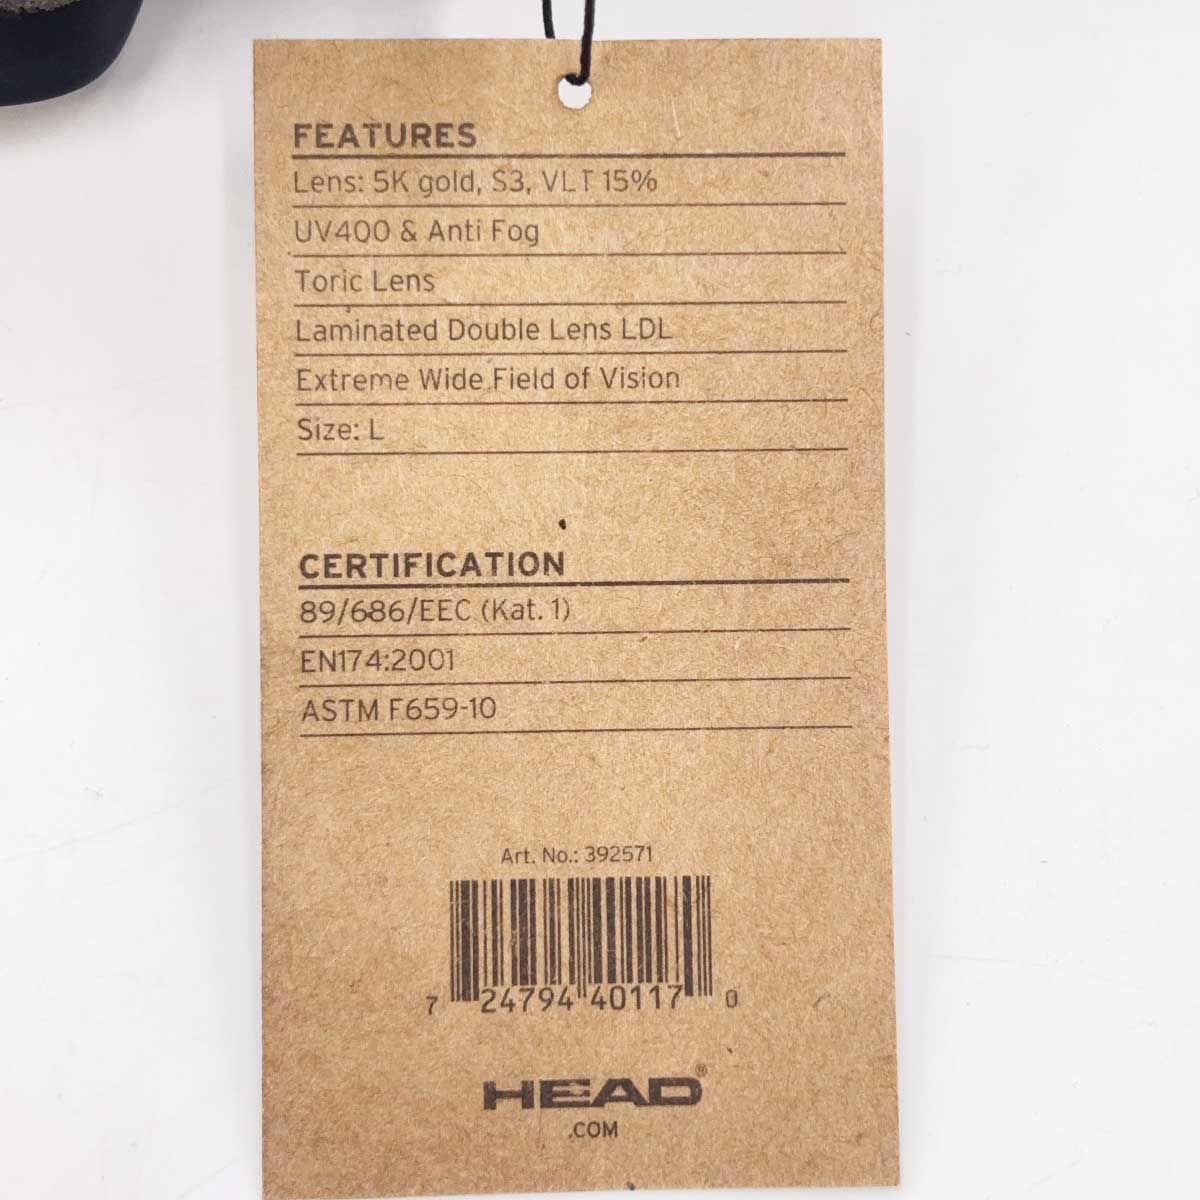 FEATURES
Lens: 5K gold, S3, VLT 15%
UV400 & Anti Fog
Toric Lens
Laminated Double Lens LDL
Extreme Wide Field of Vision
Size: L
CERTIFICATION
89/686/EEC (Kat. 1)
EN174:2001
ASTM F659-10
Art. No.: 392571
7 24794 40117 0
HEAD®
.COM